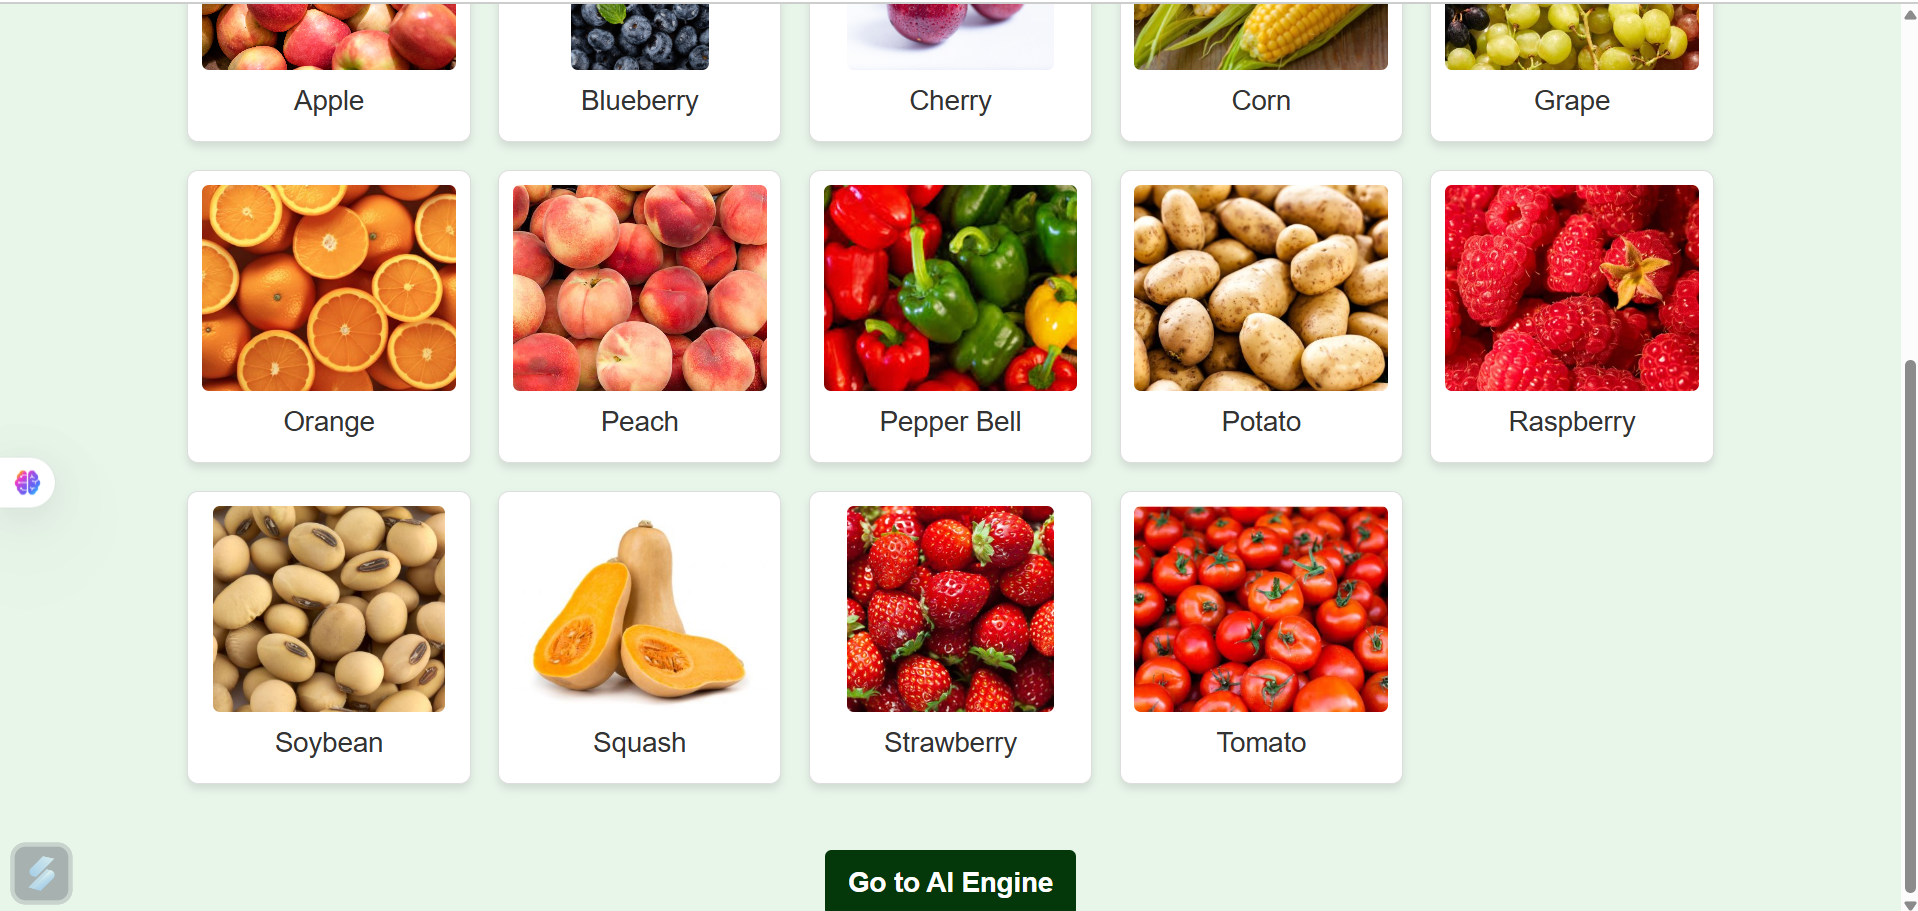 Apple
Blueberry
Cherry
Corn
Grape
Orange
Peach
Pepper Bell
Potato
Raspberry
Soybean
Squash
Strawberry
Tomato
Go to AI Engine